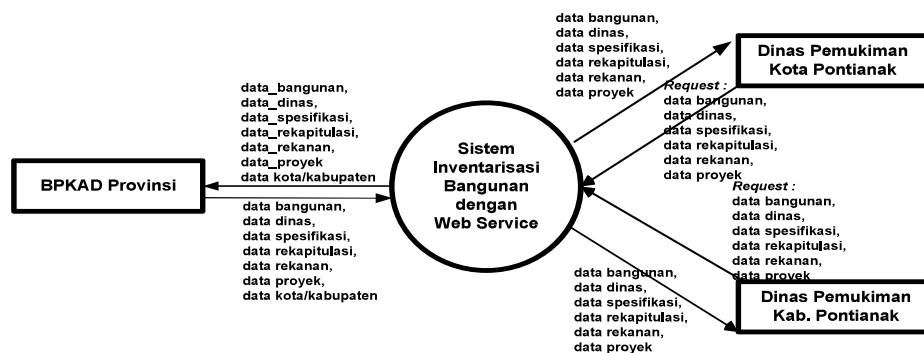 data bangunan,
data dinas,
data spesifikasi,
data rekapitulasi,
data rekanan,
data proyek
Dinas Pemukiman
Kota Pontianak
Request :
data bangunan,
data dinas,
data spesifikasi,
data rekapitulasi,
data rekanan,
data proyek
data_bangunan,
data_dinas,
data_spesifikasi,
data_rekapitulasi,
data_rekanan,
data_proyek
data kota/kabupaten
BPKAD Provinsi
data bangunan,
data dinas,
data spesifikasi,
data rekapitulasi,
data rekanan,
data proyek,
data kota/kabupaten
Sistem
Inventarisasi
Bangunan
dengan
Web Service
Request :
data bangunan,
data dinas,
data spesifikasi,
data rekapitulasi,
data rekanan,
data proyek
data bangunan,
data dinas,
data spesifikasi,
data rekapitulasi,
data rekanan,
data proyek
Dinas Pemukiman
Kab. Pontianak